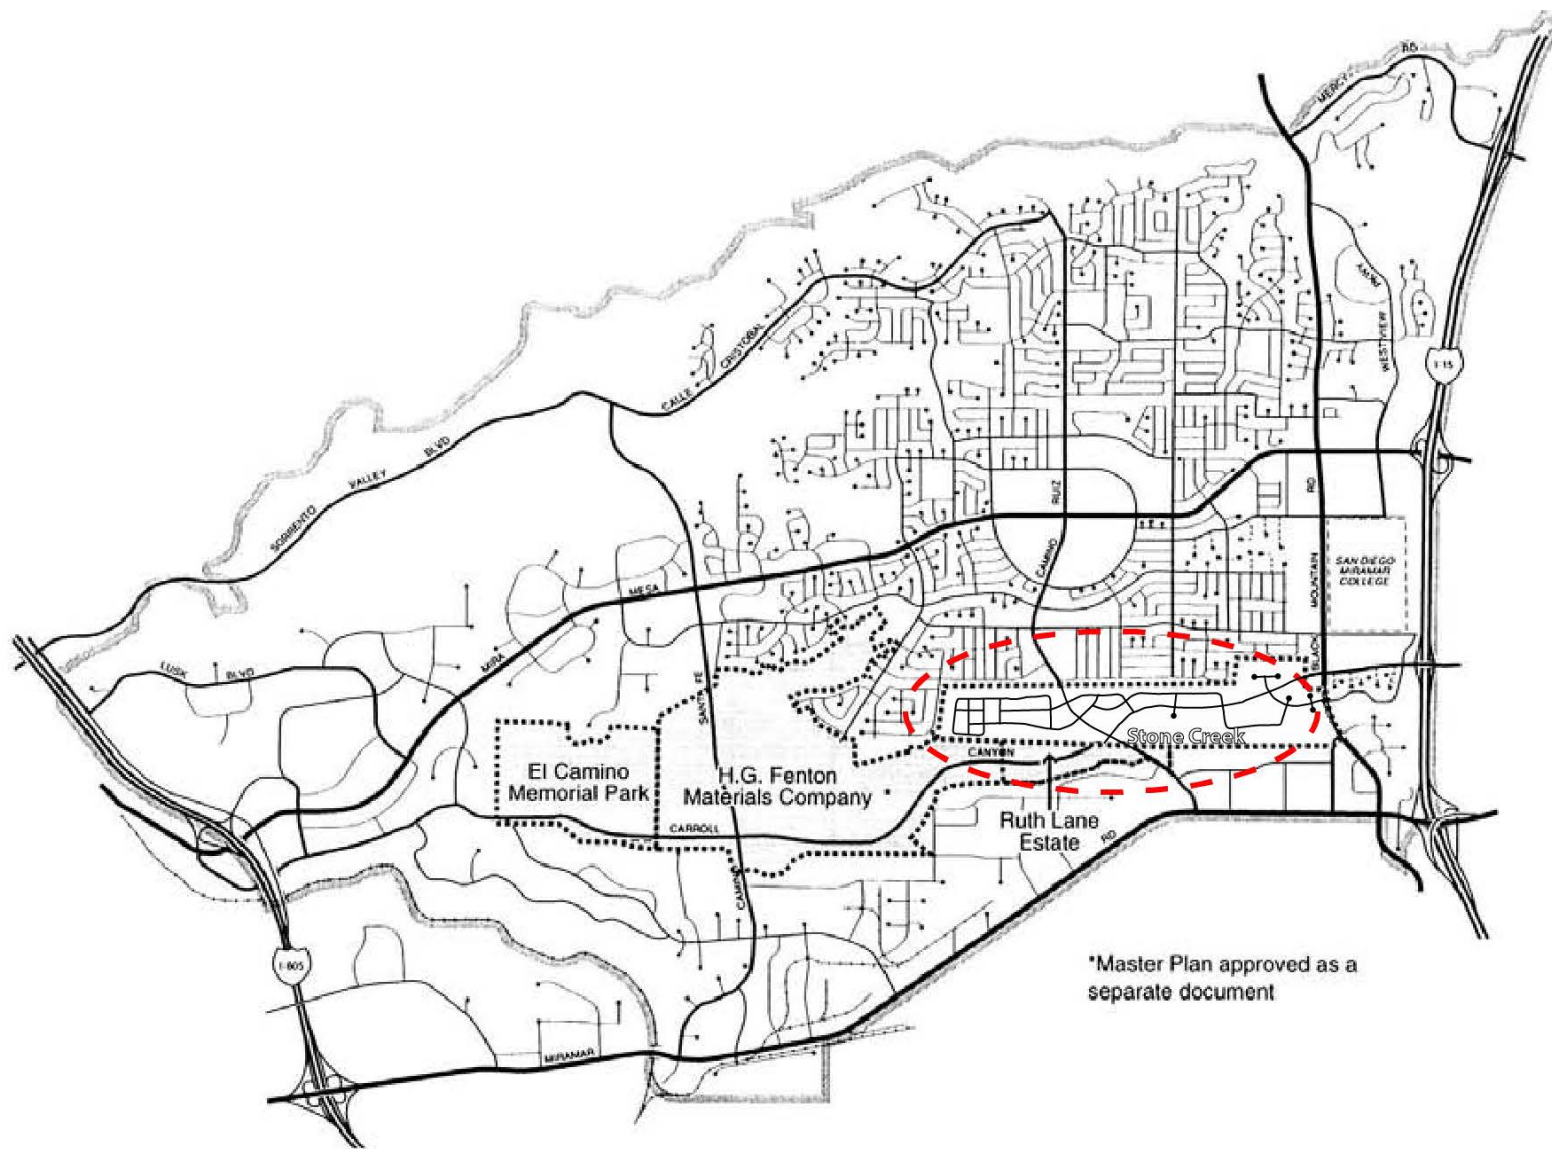 MERCY
RD
PKWY
WESTVIEW
I-15
CALLE
CRISTOBAL
SORRENTO
VALLEY
BLVD
RUIZ
CAMINO
RD
MOUNTAIN
BLACK
SAN DIEGO
MIRAMAR
COLLEGE
MESA
MIRA
LUSK
BLVD
SANTA FE
CAMINO
Stone Creek
CANYON
CARROLL
El Camino
Memorial Park
H.G. Fenton
Materials Company
Ruth Lane
Estate
RD
I-805
MIRAMAR
*Master Plan approved as a
separate document